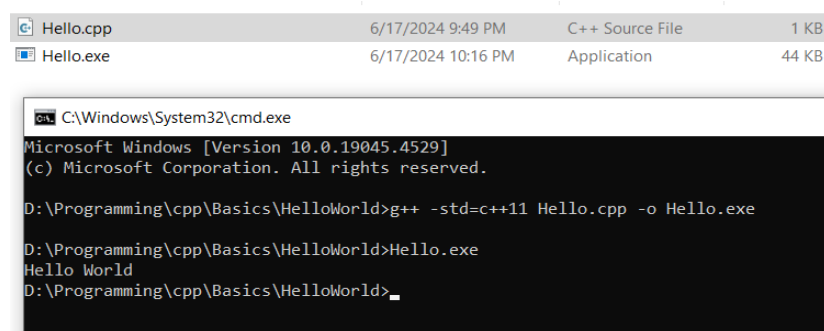 Hello.cpp 6/17/2024 9:49 PM C++ Source File 1 KB
Hello.exe 6/17/2024 10:16 PM Application 44 KB
C:\Windows\System32\cmd.exe
Microsoft Windows [Version 10.0.19045.4529]
(c) Microsoft Corporation. All rights reserved.
D:\Programming\cpp\Basics\HelloWorld>g++ -std=c++11 Hello.cpp -o Hello.exe
D:\Programming\cpp\Basics\HelloWorld>Hello.exe
Hello World
D:\Programming\cpp\Basics\HelloWorld>